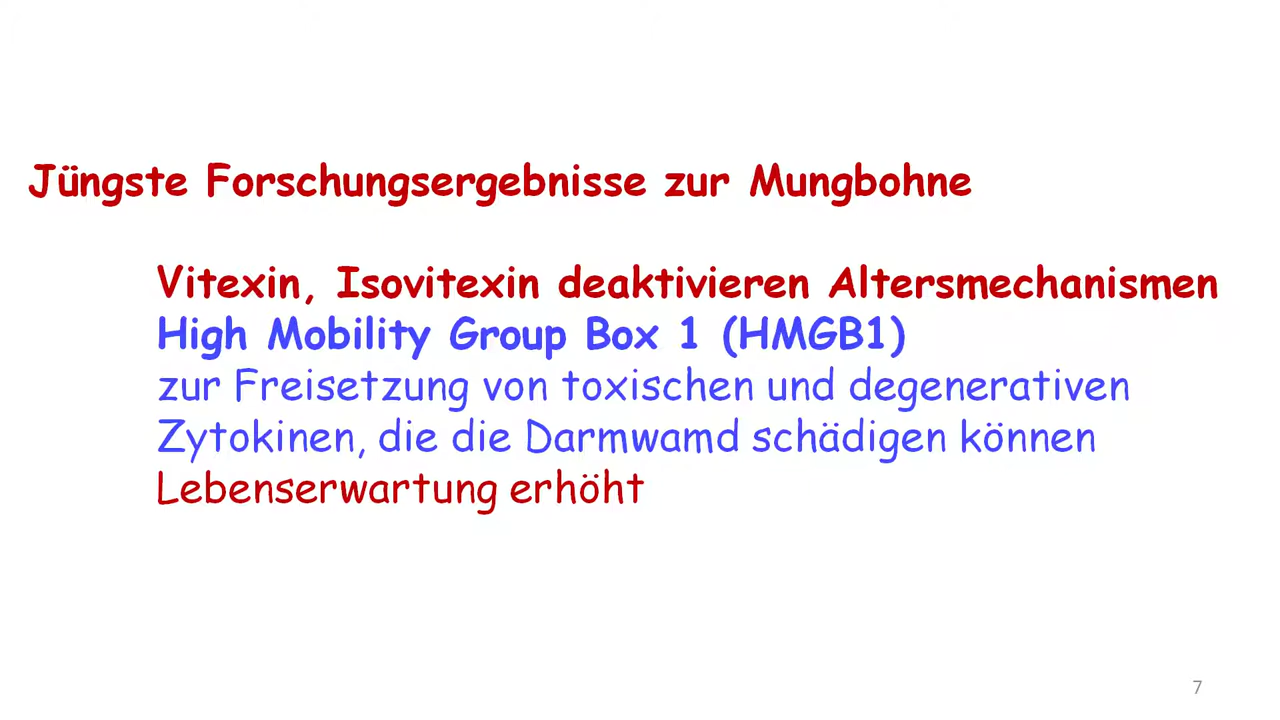 Jüngste Forschungsergebnisse zur Mungbohne
Vitexin, Isovitexin deaktivieren Altersmechanismen
High Mobility Group Box 1 (HMGB1)
zur Freisetzung von toxischen und degenerativen
Zytokinen, die die Darmwamd schädigen können
Lebenserwartung erhöht
7